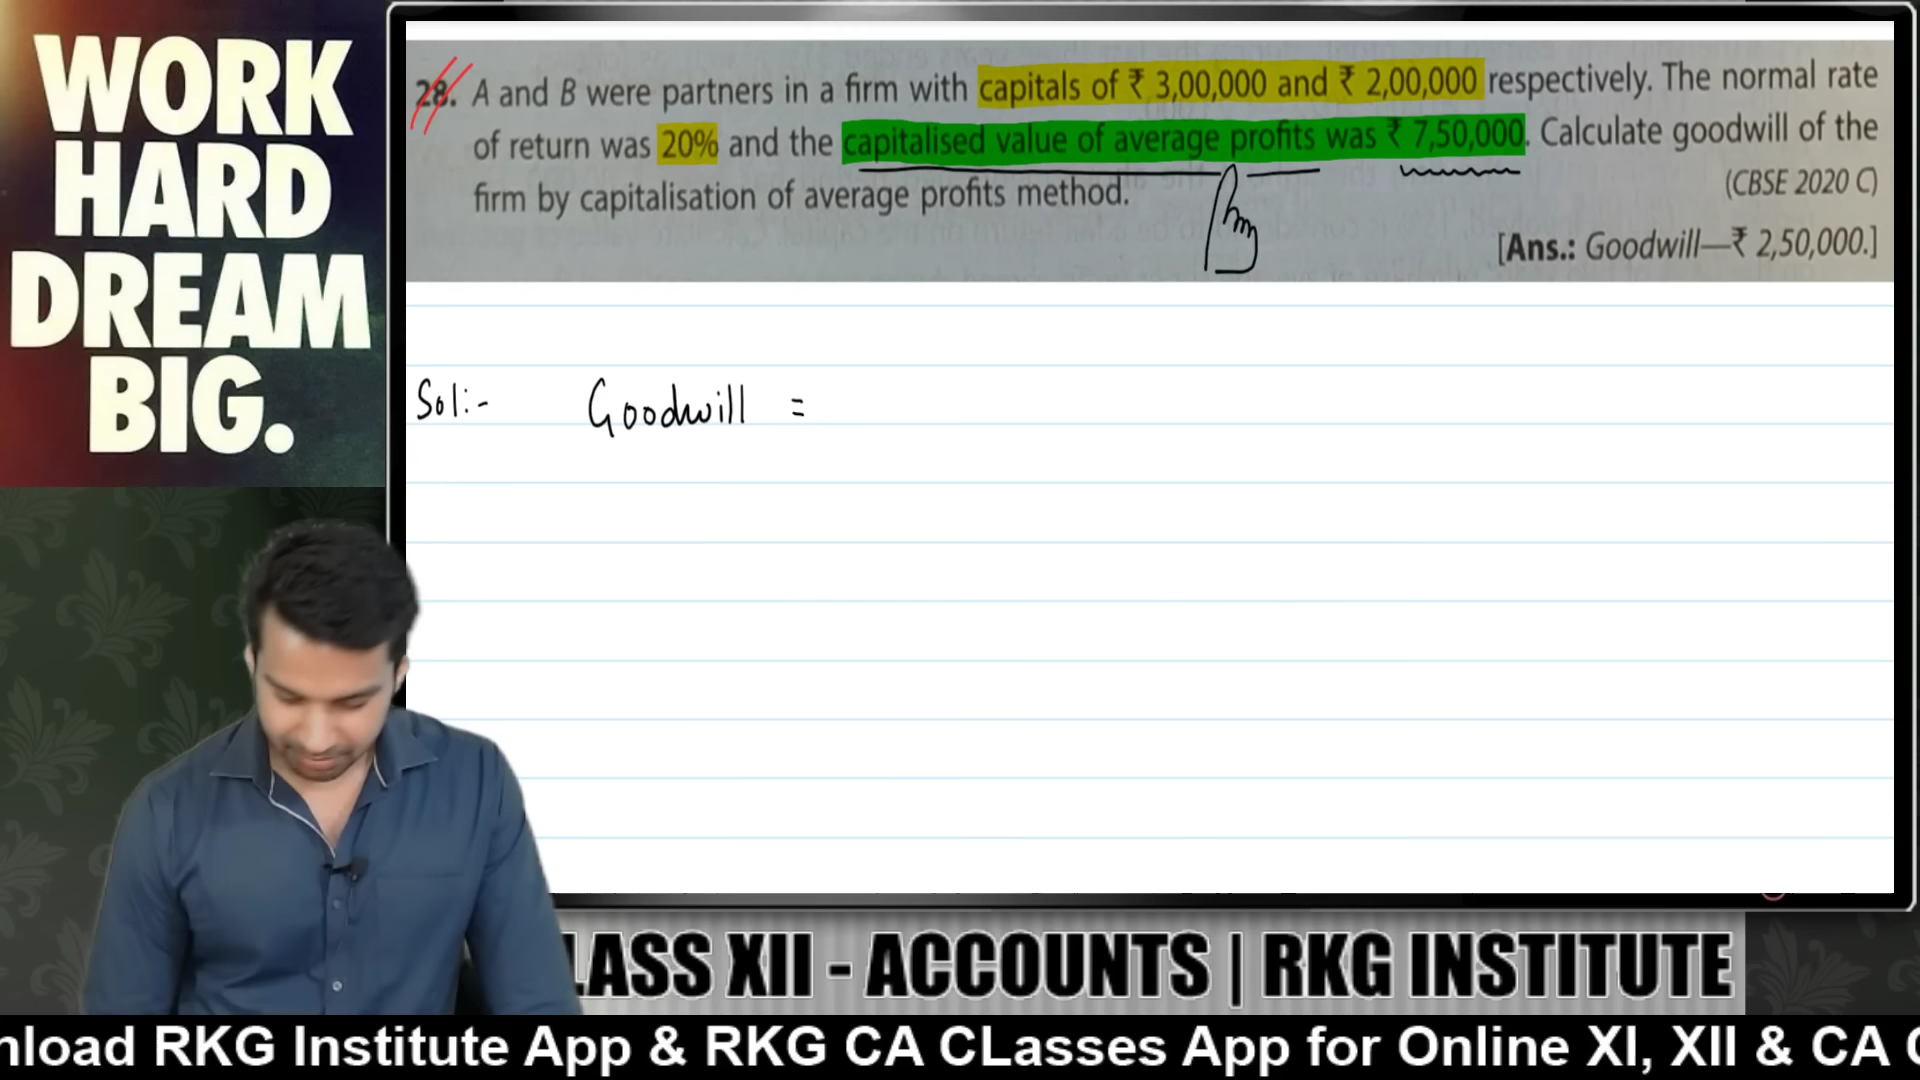 WORK
HARD
DREAM
BIG.
28. A and B were partners in a firm with capitals of ₹ 3,00,000 and ₹ 2,00,000 respectively. The normal rate
of return was 20% and the capitalised value of average profits was ₹ 7,50,000. Calculate goodwill of the
firm by capitalisation of average profits method.
(CBSE 2020 C)
[Ans.: Goodwill—₹ 2,50,000.]
Sol:- Goodwill =
LASS XII - ACCOUNTS | RKG INSTITUTE
nload RKG Institute App & RKG CA CLasses App for Online XI, XII & CA